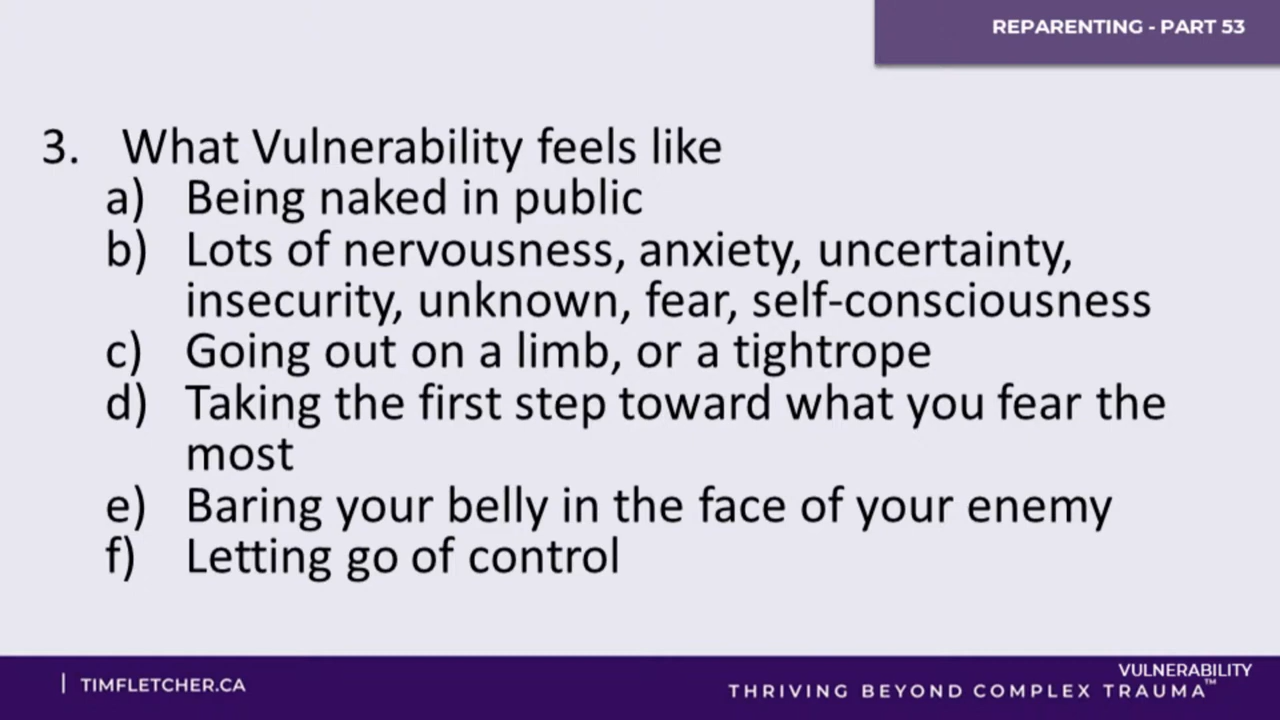 REPARENTING - PART 53
3. What Vulnerability feels like
a) Being naked in public
b) Lots of nervousness, anxiety, uncertainty,
insecurity, unknown, fear, self-consciousness
c) Going out on a limb, or a tightrope
d) Taking the first step toward what you fear the
most
e) Baring your belly in the face of your enemy
f) Letting go of control
| TIMFLETCHER.CA
VULNERABILITY
THRIVING BEYOND COMPLEX TRAUMA™